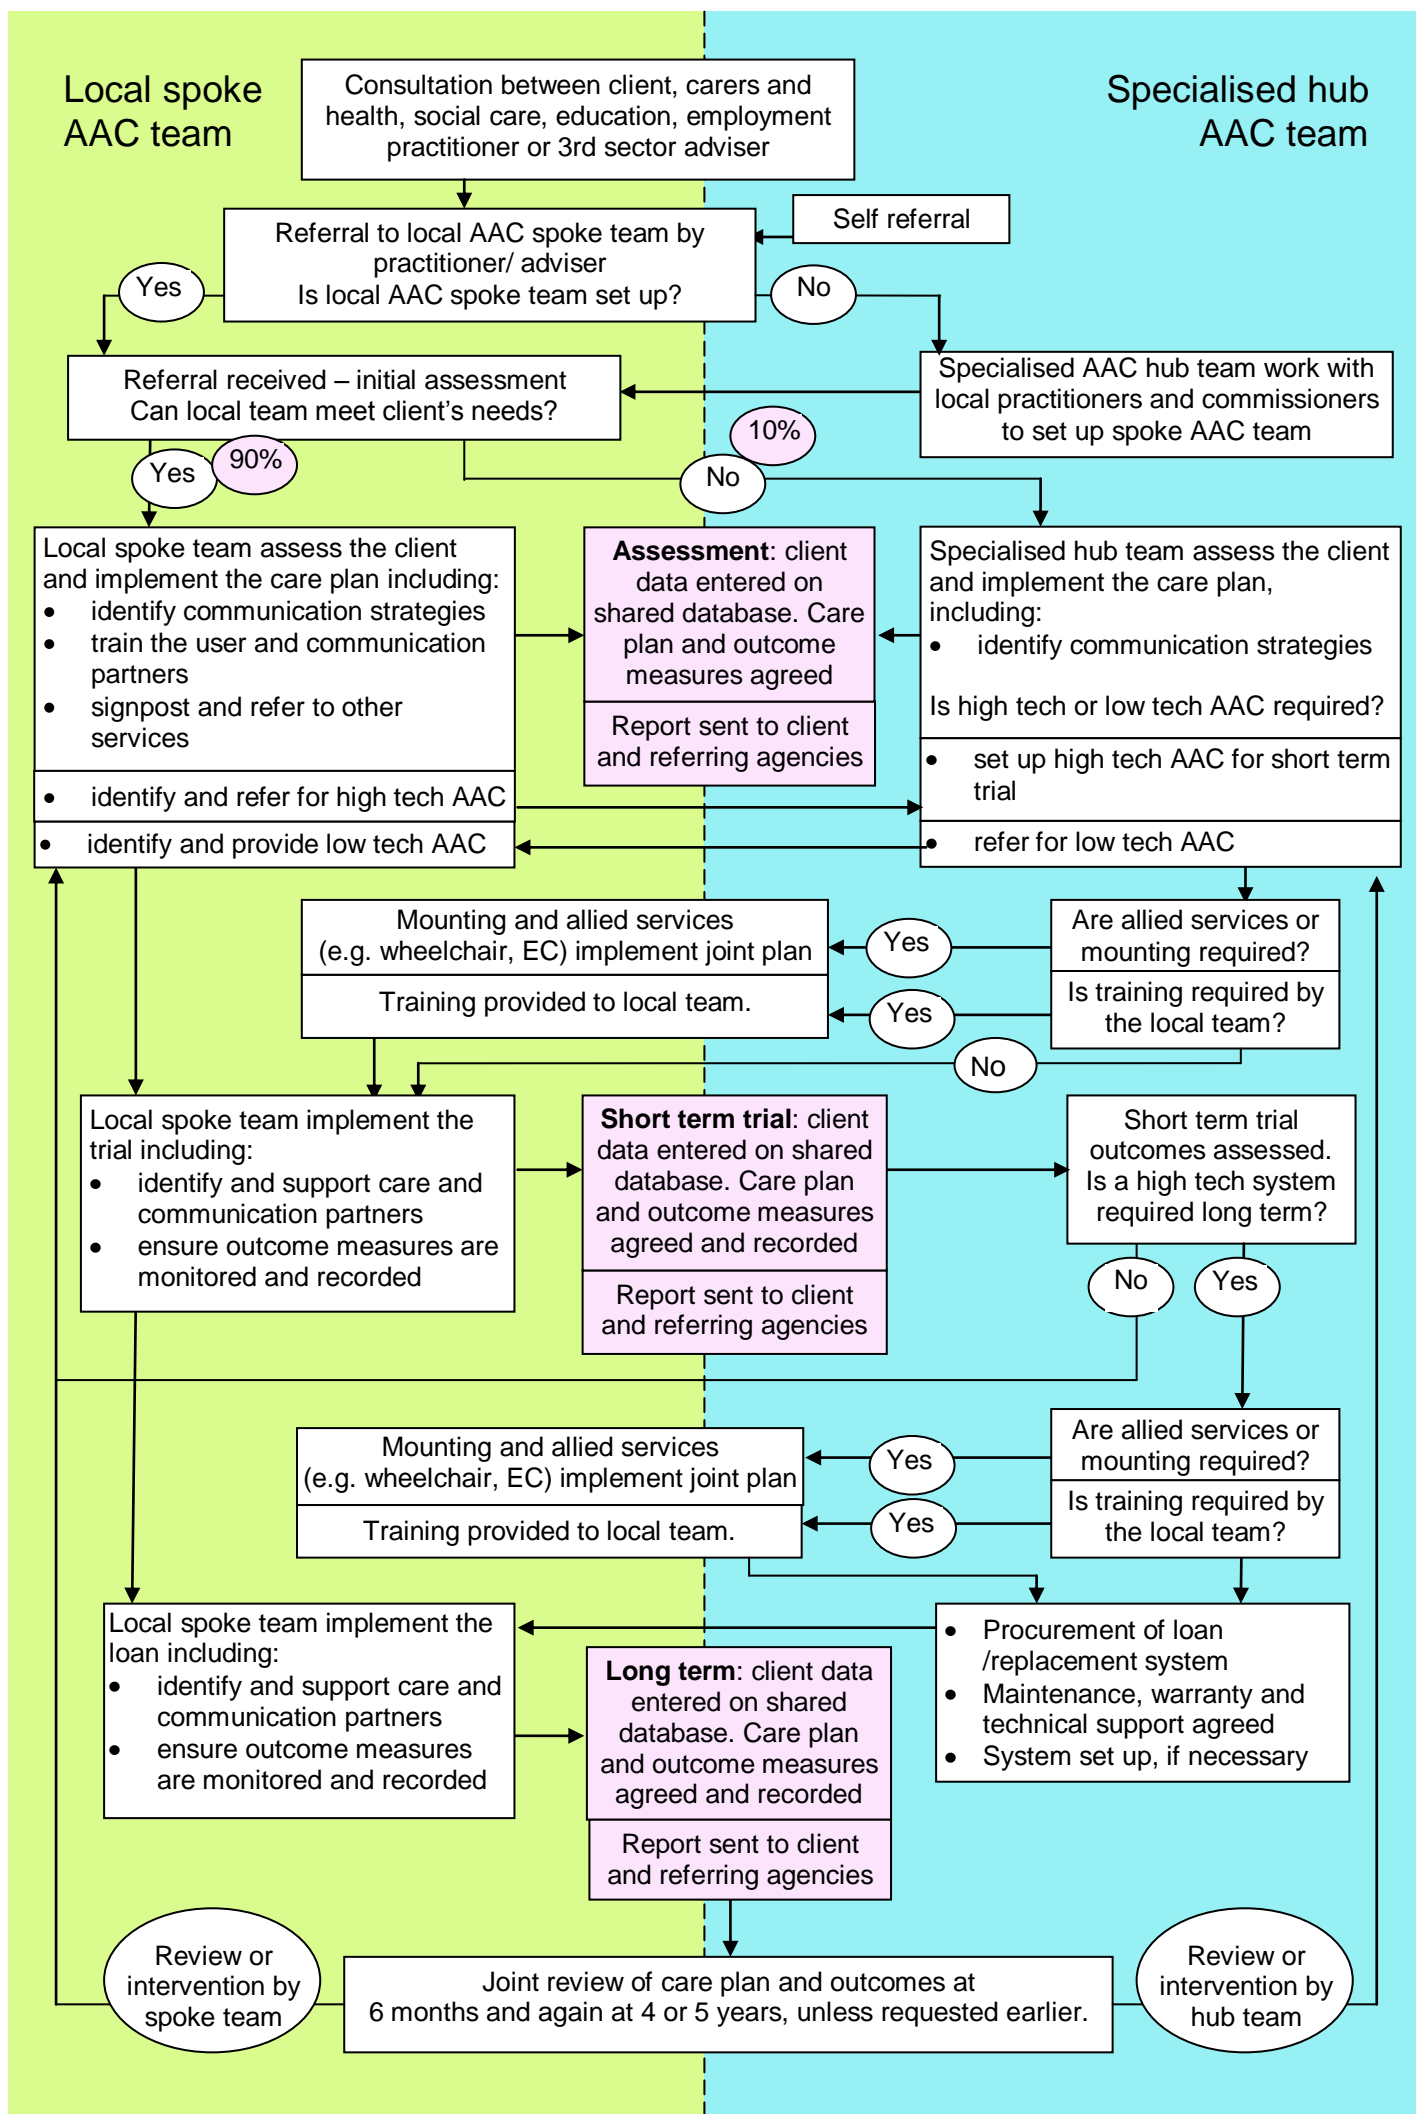 Local spoke
AAC team
Specialised hub
AAC team
Consultation between client, carers and
health, social care, education, employment
practitioner or 3rd sector adviser
Self referral
Referral to local AAC spoke team by
practitioner/ adviser
Is local AAC spoke team set up?
Yes
No
Referral received – initial assessment
Can local team meet client's needs?
Specialised AAC hub team work with
local practitioners and commissioners
to set up spoke AAC team
Yes
90%
10%
No
Local spoke team assess the client
and implement the care plan including:
• identify communication strategies
• train the user and communication
partners
• signpost and refer to other
services
• identify and refer for high tech AAC
• identify and provide low tech AAC
Assessment: client
data entered on
shared database. Care
plan and outcome
measures agreed
Report sent to client
and referring agencies
Specialised hub team assess the client
and implement the care plan,
including:
• identify communication strategies
Is high tech or low tech AAC required?
• set up high tech AAC for short term
trial
• refer for low tech AAC
Mounting and allied services
(e.g. wheelchair, EC) implement joint plan
Training provided to local team.
Yes
Yes
Are allied services or
mounting required?
Is training required by
the local team?
No
Local spoke team implement the
trial including:
• identify and support care and
communication partners
• ensure outcome measures are
monitored and recorded
Short term trial: client
data entered on shared
database. Care plan
and outcome measures
agreed and recorded
Report sent to client
and referring agencies
Short term trial
outcomes assessed.
Is a high tech system
required long term?
No
Yes
Mounting and allied services
(e.g. wheelchair, EC) implement joint plan
Training provided to local team.
Yes
Yes
Are allied services or
mounting required?
Is training required by
the local team?
Local spoke team implement the
loan including:
• identify and support care and
communication partners
• ensure outcome measures
are monitored and recorded
Long term: client data
entered on shared
database. Care plan
and outcome measures
agreed and recorded
Report sent to client
and referring agencies
• Procurement of loan
/replacement system
• Maintenance, warranty and
technical support agreed
• System set up, if necessary
Review or
intervention by
spoke team
Joint review of care plan and outcomes at
6 months and again at 4 or 5 years, unless requested earlier.
Review or
intervention by
hub team